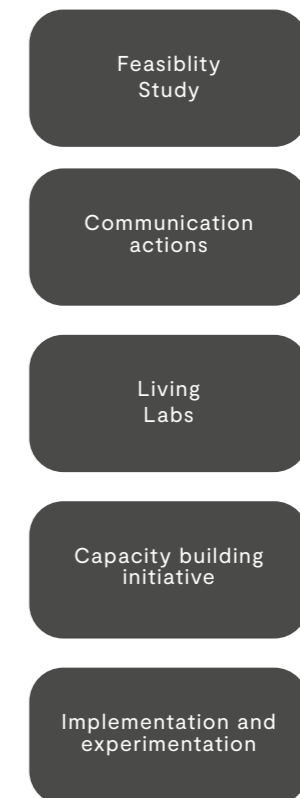 Feasiblity
Study
Communication
actions
Living
Labs
Capacity building
initiative
Implementation and
experimentation